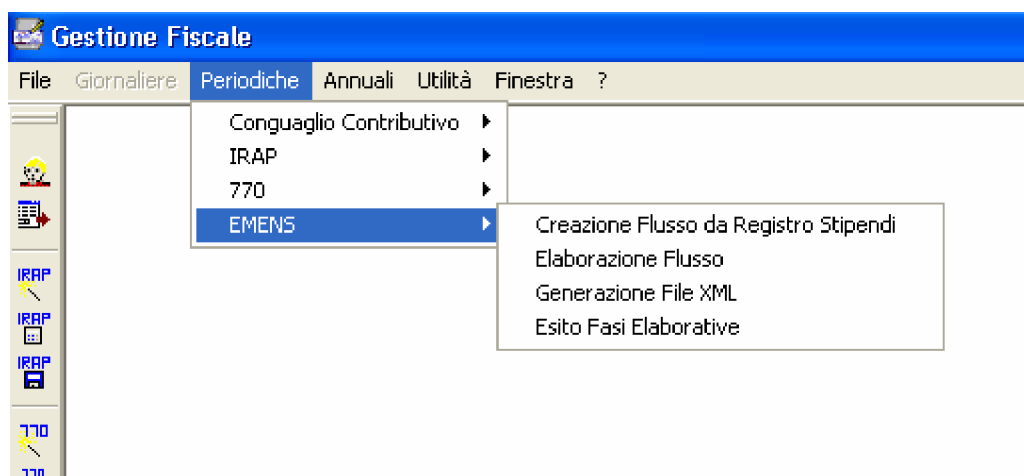 Gestione Fiscale
File Giornaliere Periodiche Annuali Utilità Finestra ?
Conguaglio Contributivo
IRAP
770
EMENS
Creazione Flusso da Registro Stipendi
Elaborazione Flusso
Generazione File XML
Esito Fasi Elaborative
IRAP
IRAP
IRAP
770
770